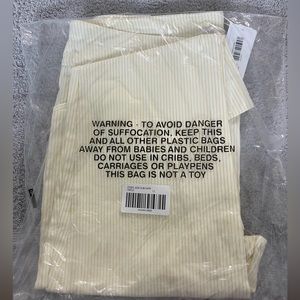 WARNING - TO AVOID DANGER
OF SUFFOCATION, KEEP THIS
AND ALL OTHER PLASTIC BAGS
AWAY FROM BABIES AND CHILDREN
DO NOT USE IN CRIBS, BEDS,
CARRIAGES OR PLAYPENS
THIS BAG IS NOT A TOY